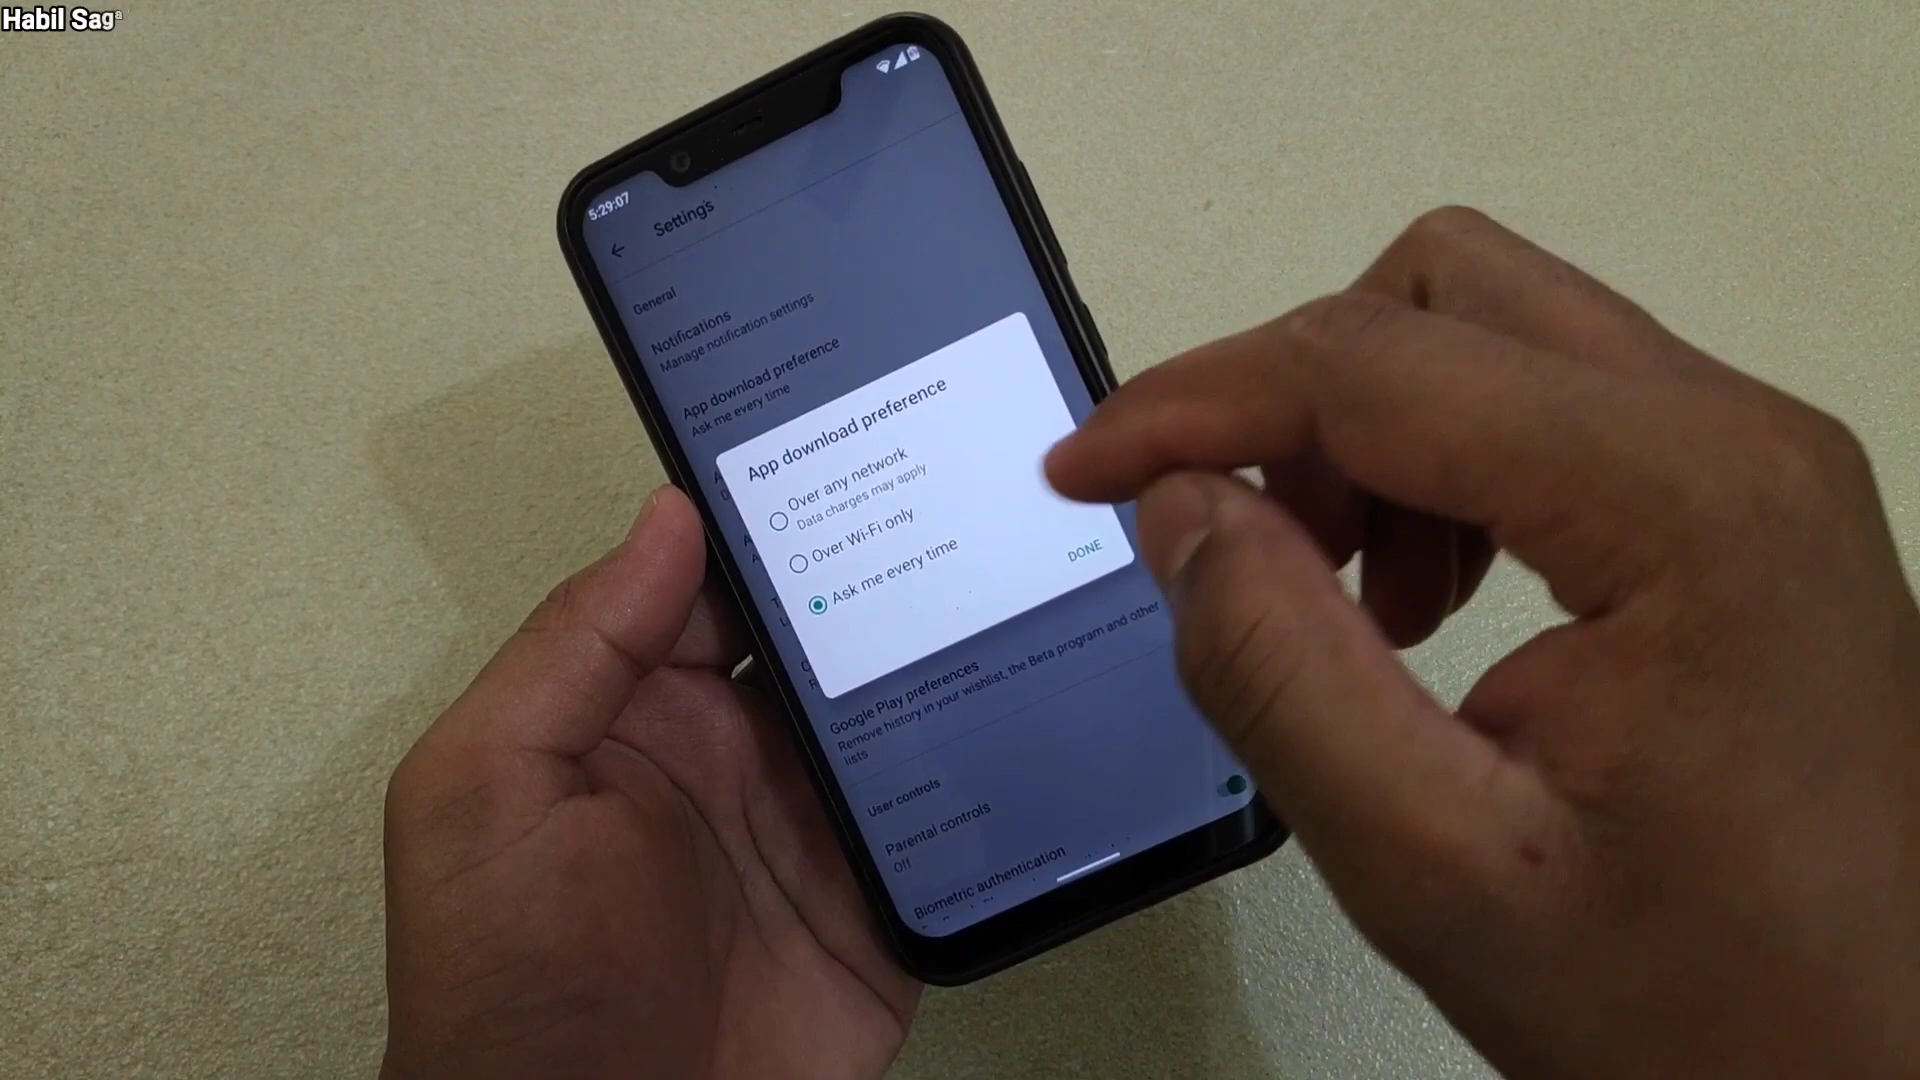 Habil Sag
5:29:07
Settings
General
Notifications
Manage notification settings
App download preference
Ask me every time
App download preference
Over any network
Data charges may apply
Over Wi-Fi only
Ask me every time
DONE
Google Play preferences
Remove history in your wishlist, the Beta program and other
lists
User controls
Parental controls
Off
Biometric authentication